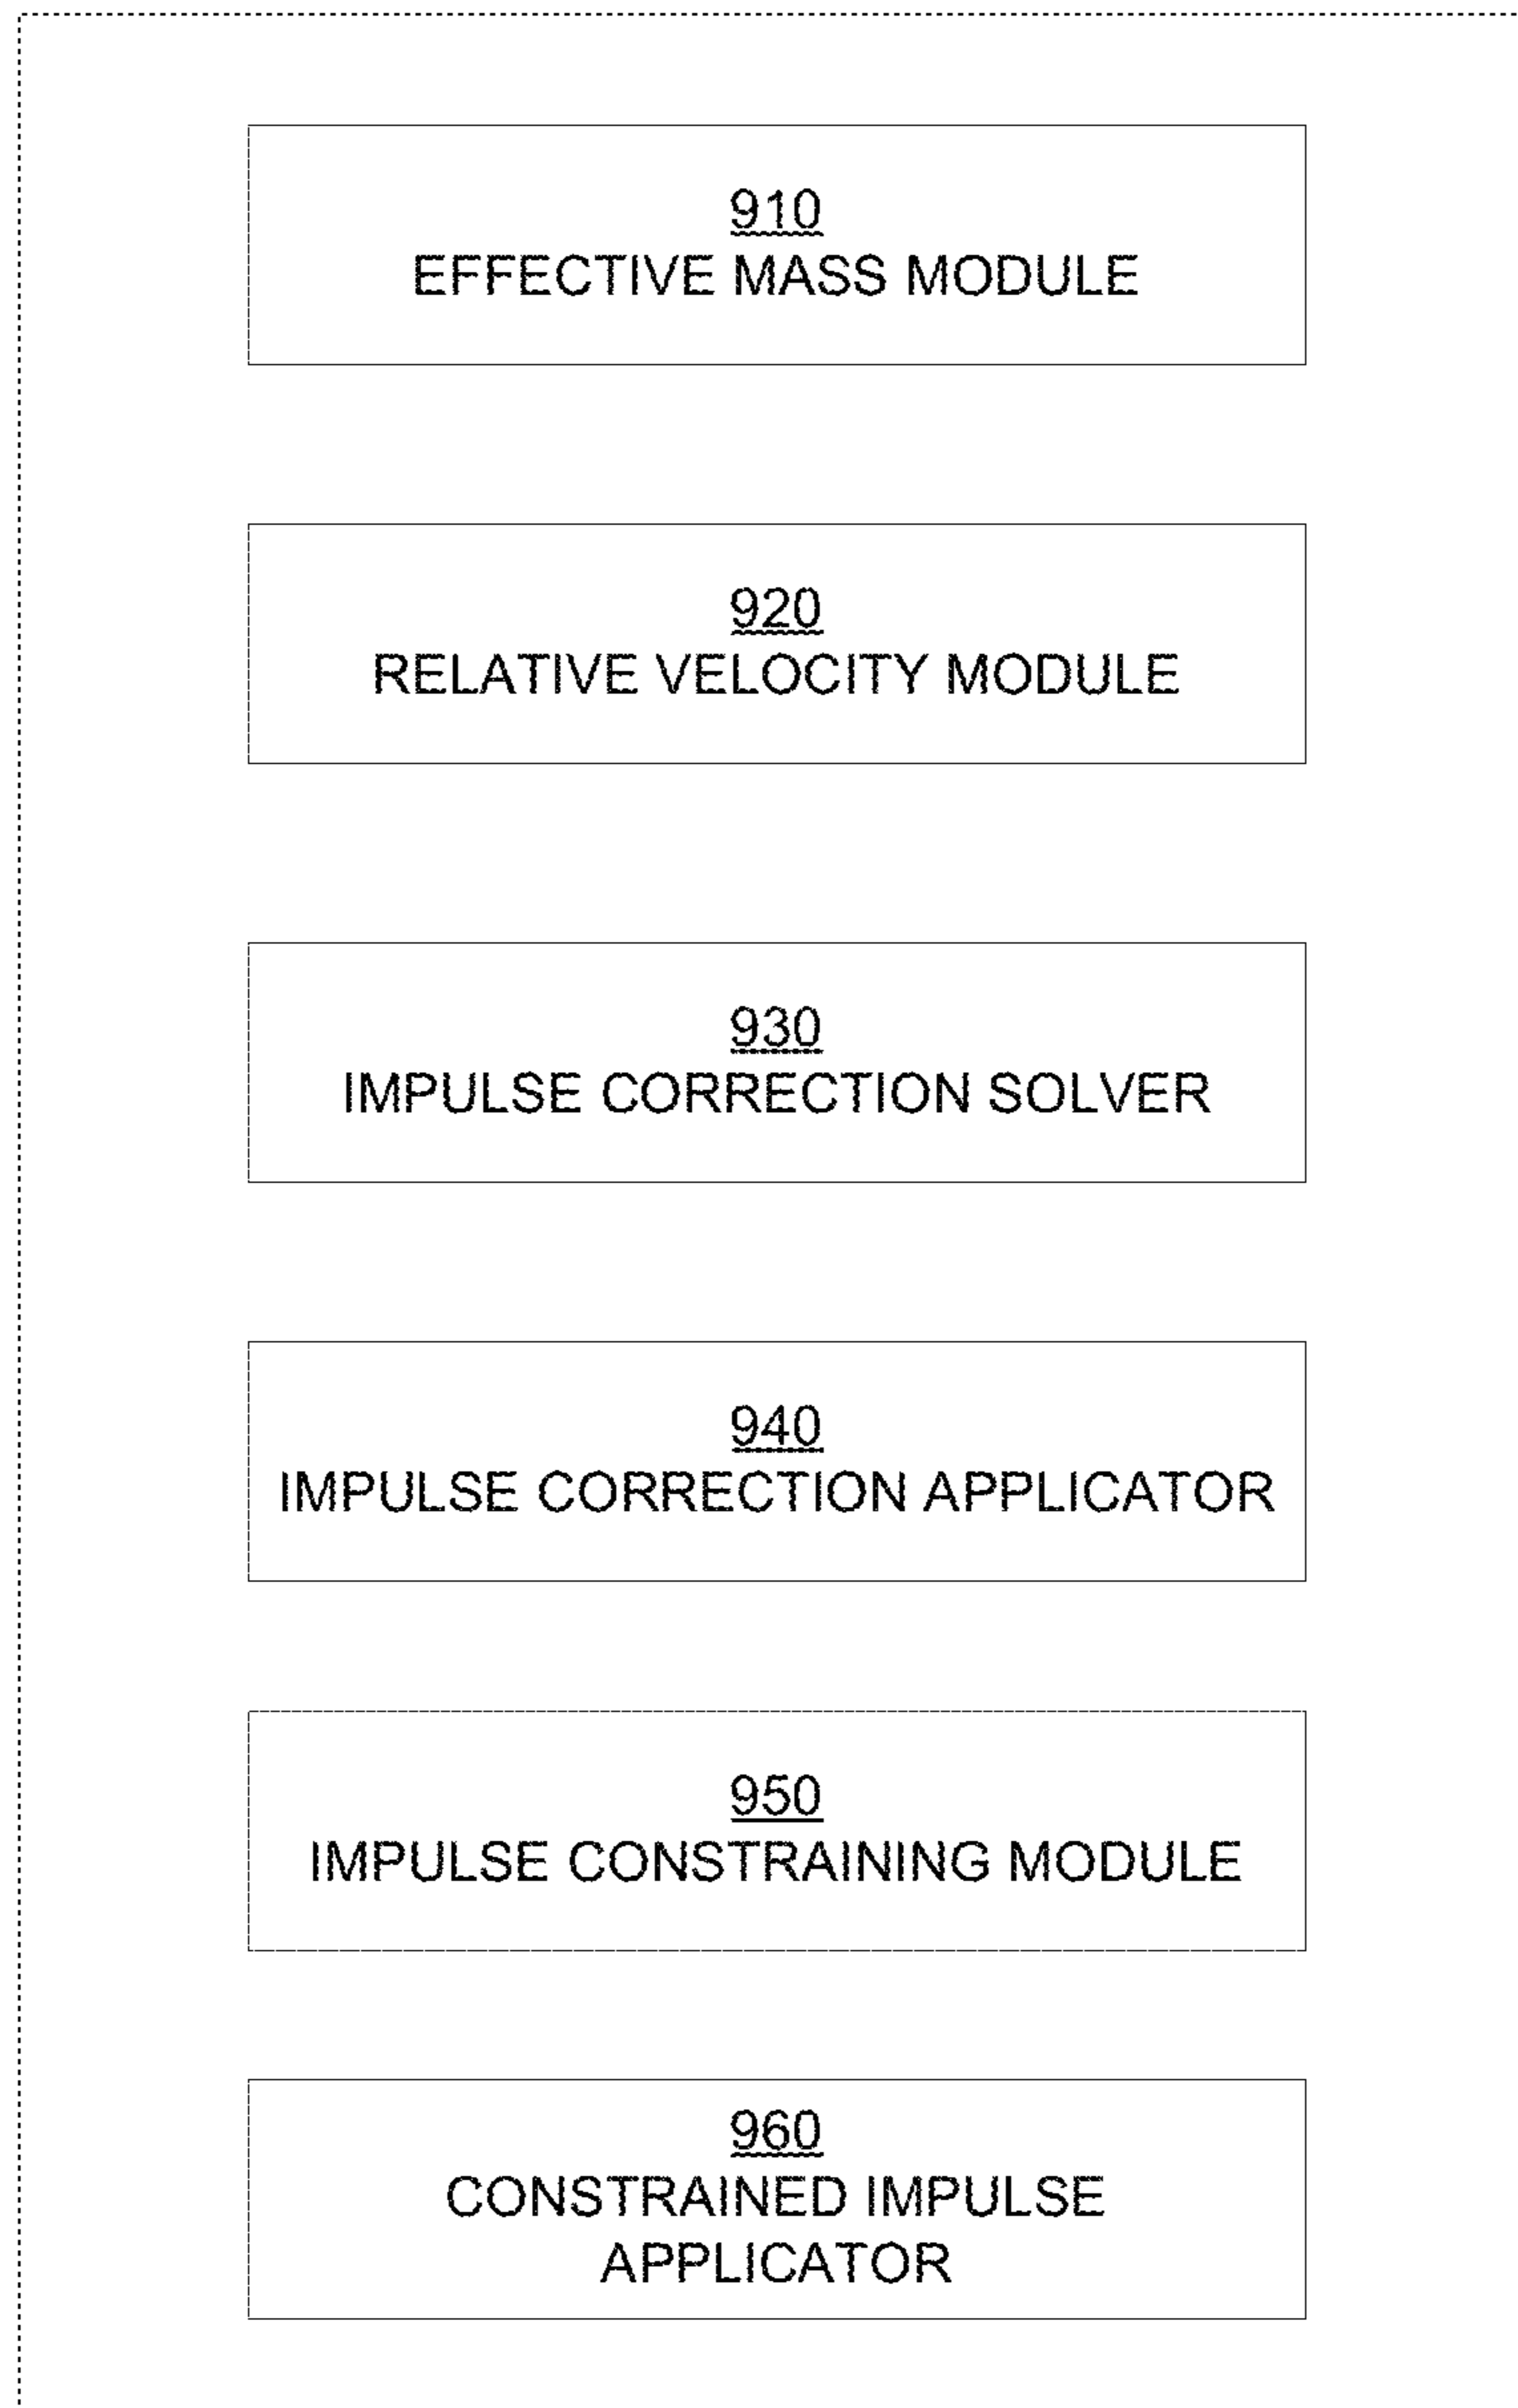 910
EFFECTIVE MASS MODULE
920
RELATIVE VELOCITY MODULE
930
IMPULSE CORRECTION SOLVER
940
IMPULSE CORRECTION APPLICATOR
950
IMPULSE CONSTRAINING MODULE
960
CONSTRAINED IMPULSE
APPLICATOR